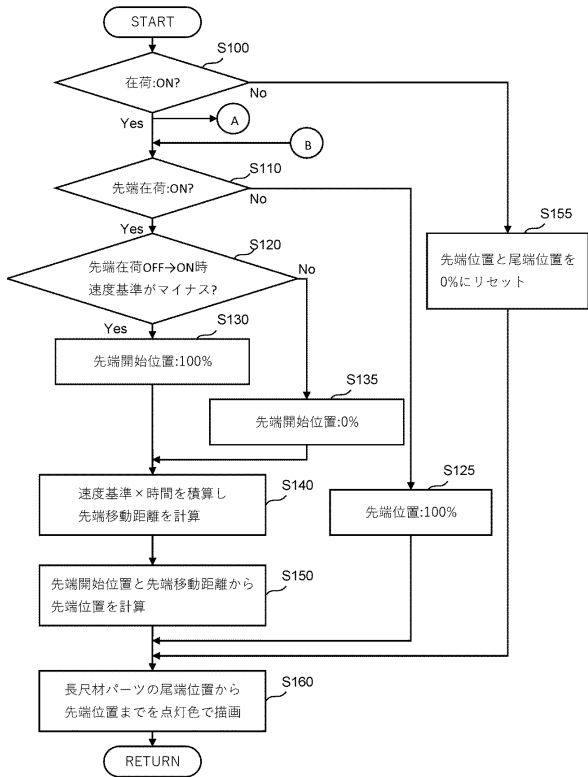 START
S100
在荷:ON?
No
Yes
A
B
S110
先端在荷:ON?
No
Yes
S120
先端在荷OFF→ON時
速度基準がマイナス?
No
Yes
S130
先端開始位置:100%
S135
先端開始位置:0%
S140
速度基準×時間を積算し
先端移動距離を計算
S150
先端開始位置と先端移動距離から
先端位置を計算
S125
先端位置:100%
S155
先端位置と尾端位置を
0%にリセット
S160
長尺材パーツの尾端位置から
先端位置までを点灯色で描画
RETURN